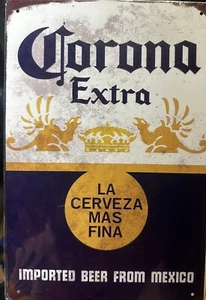 Corona
Extra
LA
CERVEZA
MAS
FINA
IMPORTED BEER FROM MEXICO